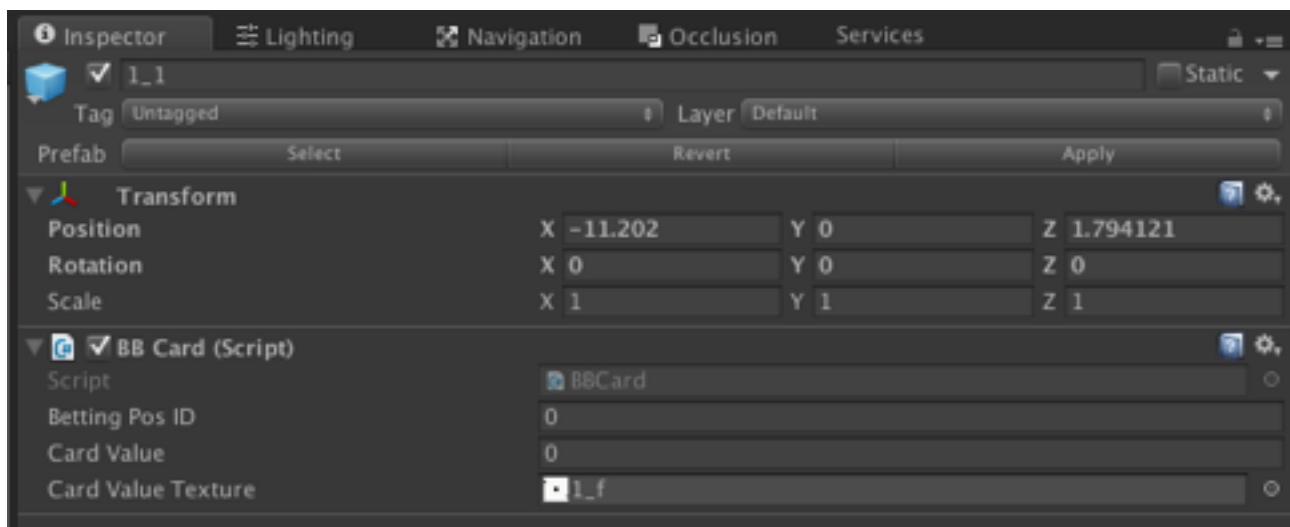 Inspector Lighting Navigation Occlusion Services
1_1 Static
Tag Untagged Layer Default
Prefab Select Revert Apply
Transform
Position X -11.202 Y 0 Z 1.794121
Rotation X 0 Y 0 Z 0
Scale X 1 Y 1 Z 1
BB Card (Script)
Script BBCard
Betting Pos ID 0
Card Value 0
Card Value Texture 1_f